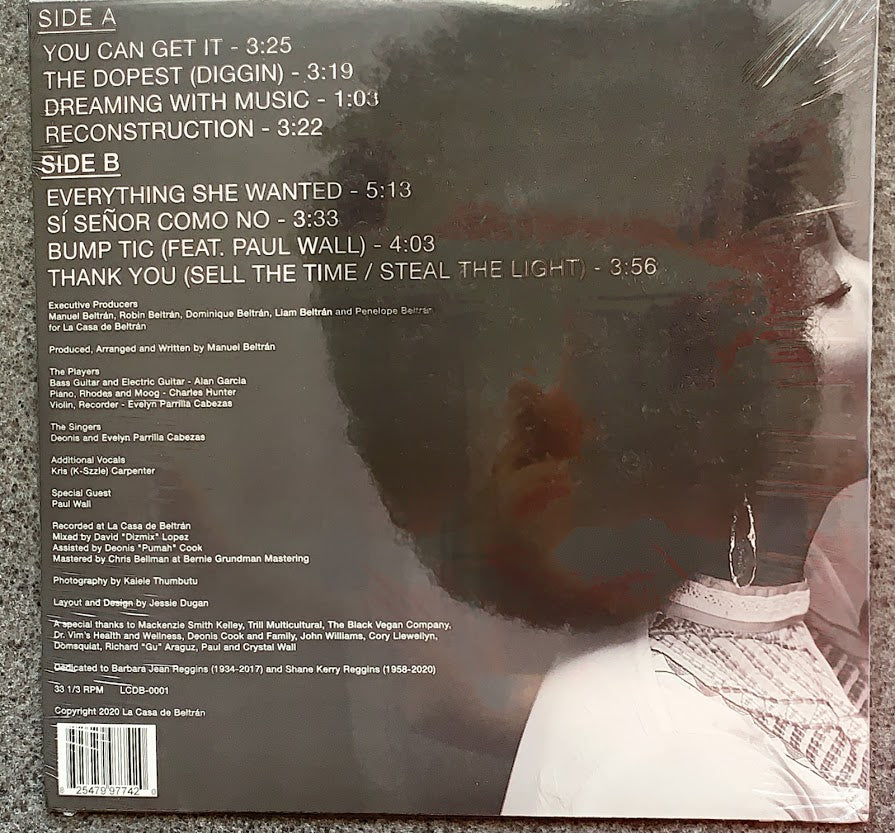 SIDE A
YOU CAN GET IT - 3:25
THE DOPEST (DIGGIN) - 3:19
DREAMING WITH MUSIC - 1:03
RECONSTRUCTION - 3:22
SIDE B
EVERYTHING SHE WANTED - 5:13
SÍ SEÑOR COMO NO - 3:33
BUMP TIC (FEAT. PAUL WALL) - 4:03
THANK YOU (SELL THE TIME / STEAL THE LIGHT) - 3:56
Executive Producers
Manuel Beltrán, Robin Beltrán, Dominique Beltrán, Liam Beltrán and Penelope Beltrán
for La Casa de Beltrán
Produced, Arranged and Written by Manuel Beltrán
The Players
Bass Guitar and Electric Guitar - Alan Garcia
Piano, Rhodes and Moog - Charles Hunter
Violin, Recorder - Evelyn Parrilla Cabezas
The Singers
Deonis and Evelyn Parrilla Cabezas
Additional Vocals
Kris (K-Szzle) Carpenter
Special Guest
Paul Wall
Recorded at La Casa de Beltrán
Mixed by David "Dizmix" Lopez
Assisted by Deonis "Pumah" Cook
Mastered by Chris Bellman at Bernie Grundman Mastering
Photography by Kaiele Thumbutu
Layout and Design by Jessie Dugan
A special thanks to Mackenzie Smith Kelley, Trill Multicultural, The Black Vegan Company,
Dr. Vim's Health and Wellness, Deonis Cook and Family, John Williams, Cory Llewellyn,
Domsquiat, Richard "Gu" Araguz, Paul and Crystal Wall
Dedicated to Barbara Jean Reggins (1934-2017) and Shane Kerry Reggins (1958-2020)
33 1/3 RPM LCDB-0001
Copyright 2020 La Casa de Beltrán
8 25479 97742 0